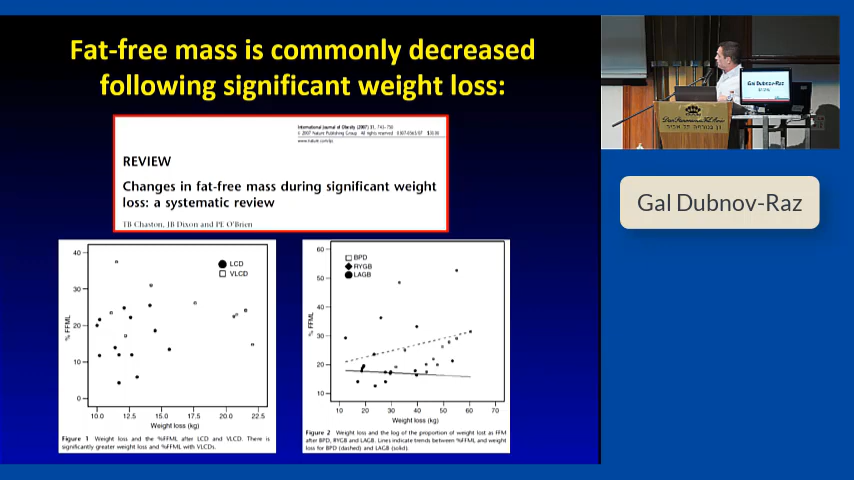 Fat-free mass is commonly decreased
following significant weight loss:
International Journal of Obesity (2007) 31, 743–750
© 2007 Nature Publishing Group All rights reserved 0307-0565/07 $30.00
www.nature.com/ijo
REVIEW
Changes in fat-free mass during significant weight
loss: a systematic review
TB Chaston, JB Dixon and PE O'Brien
40
30
20
10
0
% FFML
LCD
VLCD
10.0 12.5 15.0 17.5 20.0 22.5
Weight loss (kg)
Figure 1 Weight loss and the %FFML after LCD and VLCD. There is
significantly greater weight loss and %FFML with VLCDs.
60
50
40
30
20
10
% FFML
BPD
RYGB
LAGB
10 20 30 40 50 60 70
Weight loss (kg)
Figure 2 Weight loss and the log of the proportion of weight lost as FFM
after BPD, RYGB and LAGB. Lines indicate trends between %FFML and weight
loss for BPD (dashed) and LAGB (solid).
Gal Dubnov-Raz
Gal Dubnov-Raz